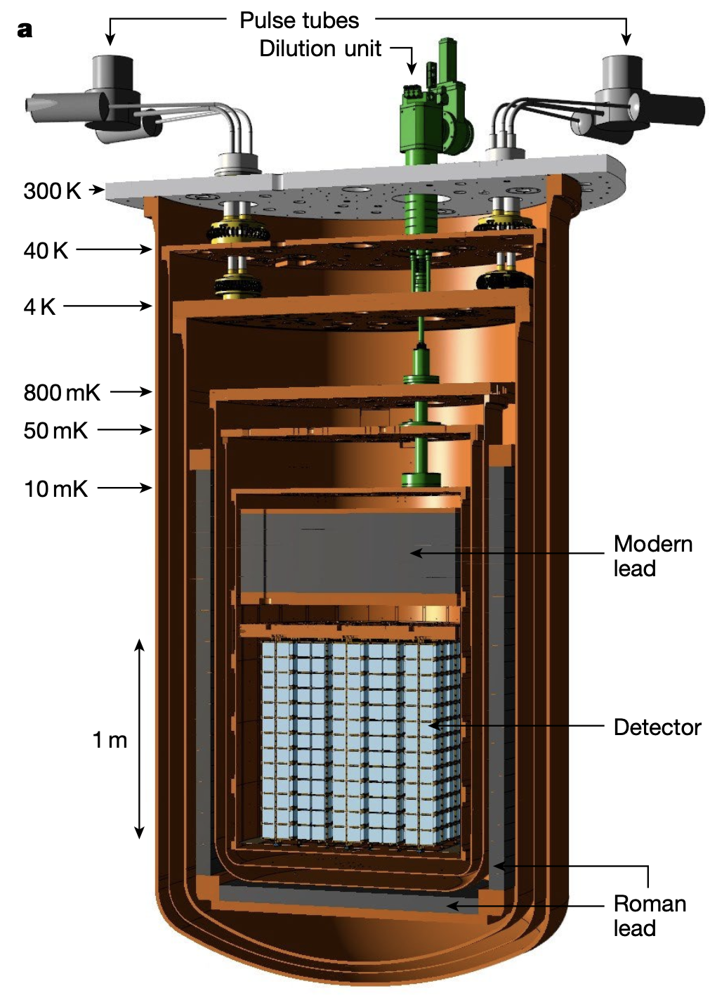 a
Pulse tubes
Dilution unit
300 K
40 K
4 K
800 mK
50 mK
10 mK
Modern
lead
1 m
Detector
Roman
lead